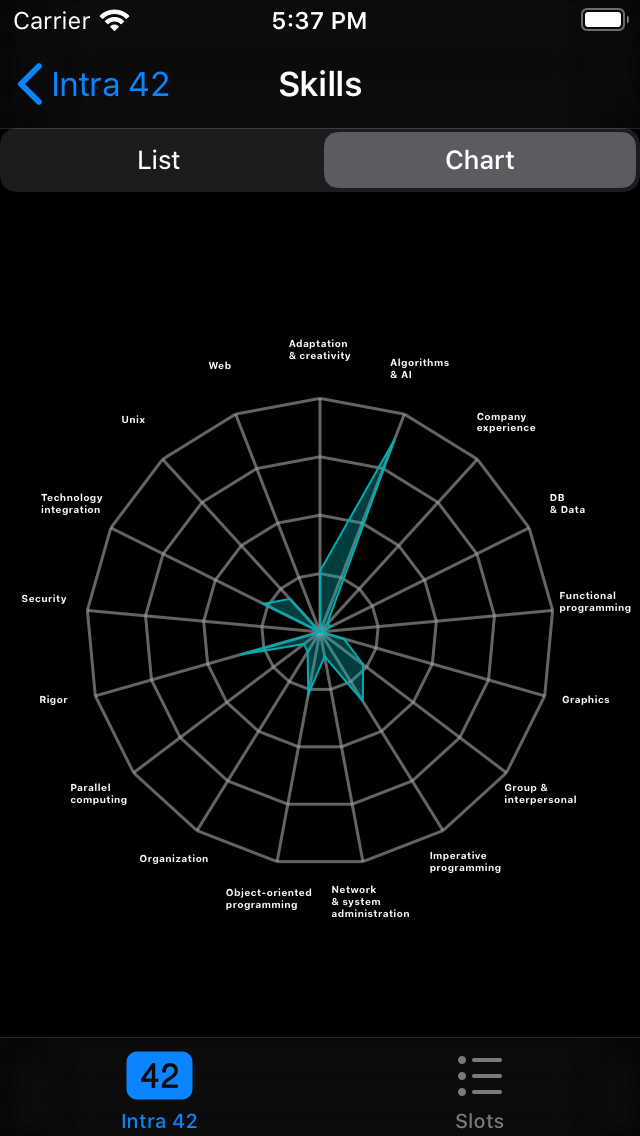 Carrier 5:37 PM
Intra 42 Skills
List Chart
Adaptation
& creativity
Algorithms
& AI
Company
experience
DB
& Data
Functional
programming
Graphics
Group &
interpersonal
Imperative
programming
Network
& system
administration
Object-oriented
programming
Organization
Parallel
computing
Rigor
Security
Technology
integration
Unix
Web
42
Intra 42 Slots